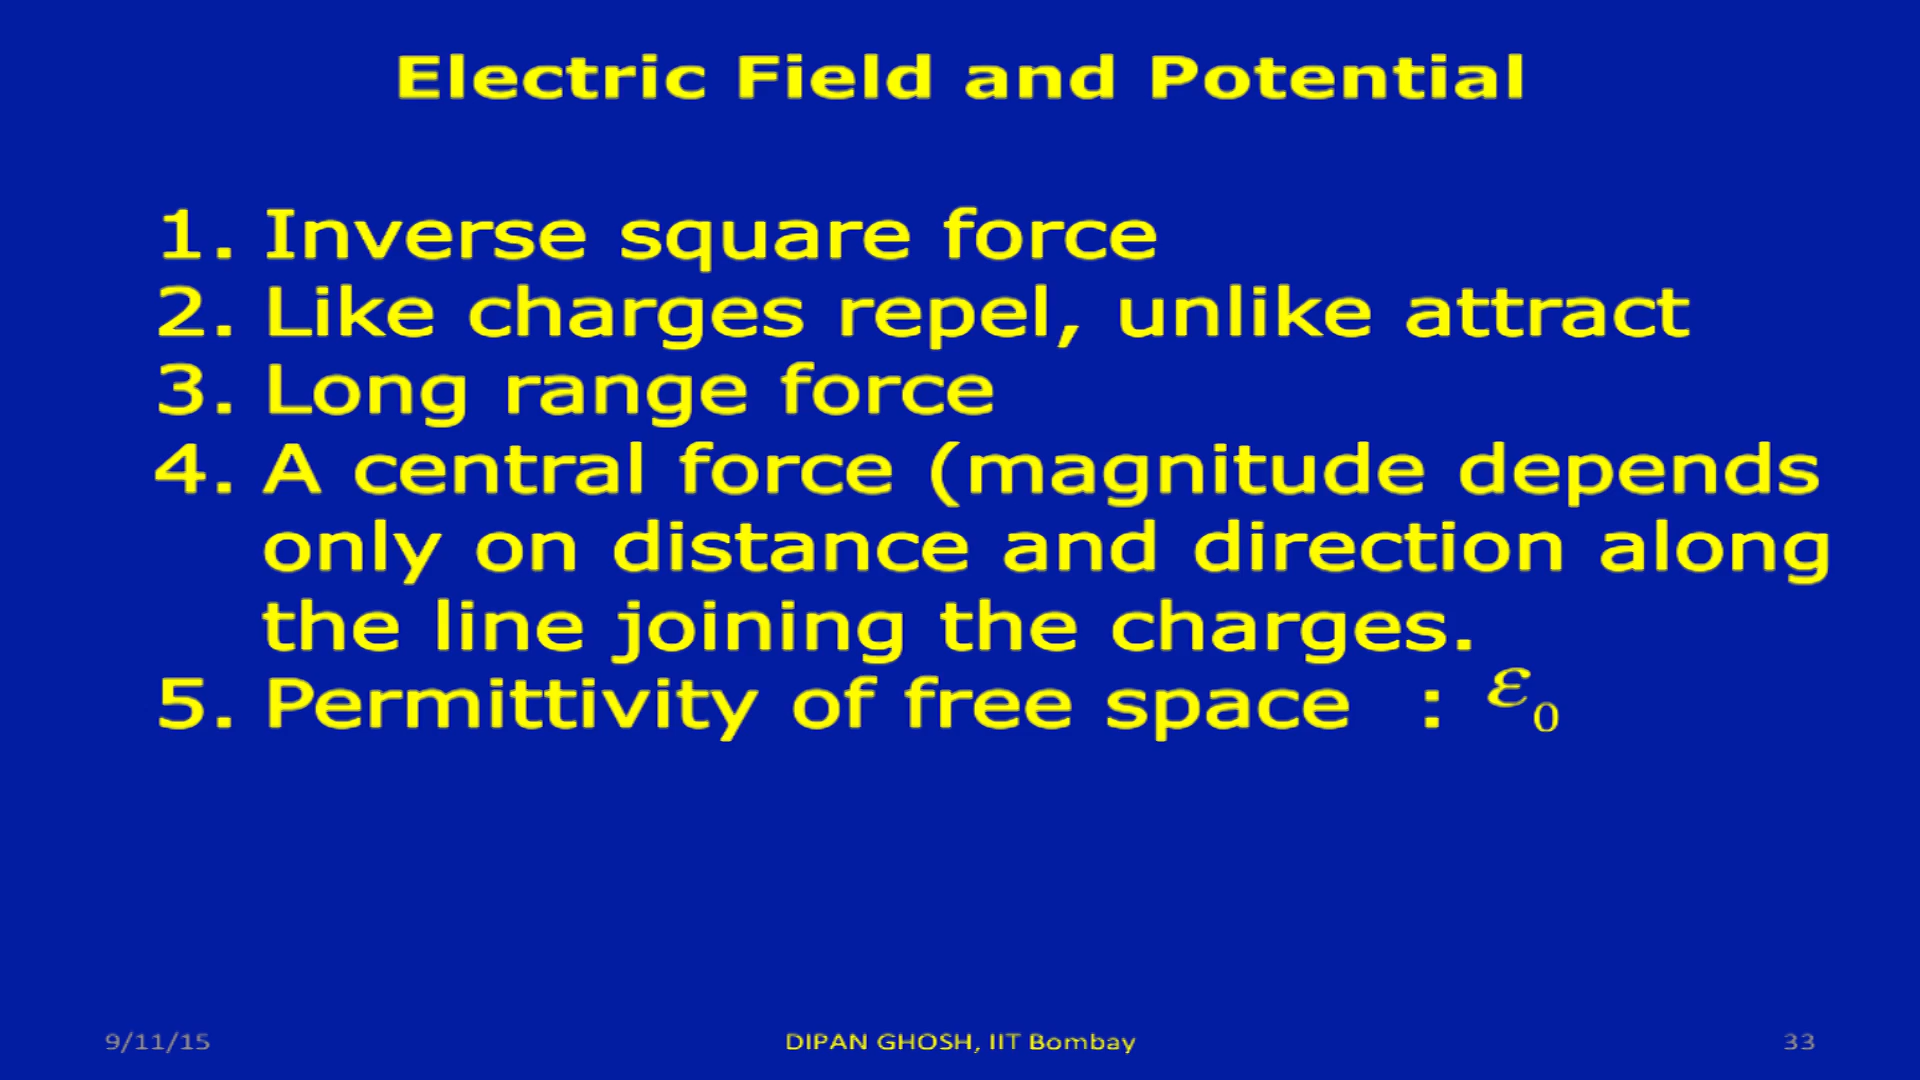 Electric Field and Potential
1. Inverse square force
2. Like charges repel, unlike attract
3. Long range force
4. A central force (magnitude depends
only on distance and direction along
the line joining the charges.
5. Permittivity of free space : ε₀
9/11/15
DIPAN GHOSH, IIT Bombay
33